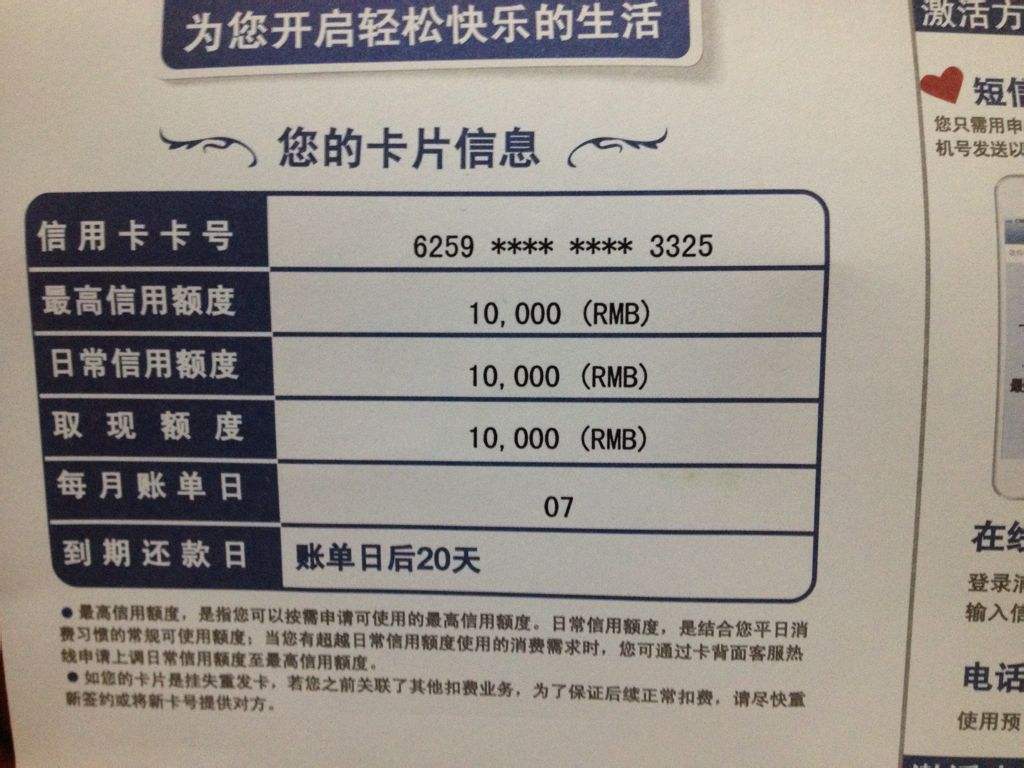 为您开启轻松快乐的生活
您的卡片信息
信用卡卡号 6259 **** **** 3325
最高信用额度 10,000 (RMB)
日常信用额度 10,000 (RMB)
取现额度 10,000 (RMB)
每月账单日 07
到期还款日 账单日后20天
●最高信用额度，是指您可以按需申请可使用的最高信用额度。日常信用额度，是结合您平日消
费习惯的常规可使用额度；当您有超越日常信用额度使用的消费需求时，您可通过卡背面客服热
线申请上调日常信用额度至最高信用额度。
●如您的卡片是挂失重发卡，若您之前关联了其他扣费业务，为了保证后续正常扣费，请尽快重
新签约或将新卡号提供对方。
激活方
短信
您只需用申
机号发送以
最
在线
登录
输入信
电话
使用预